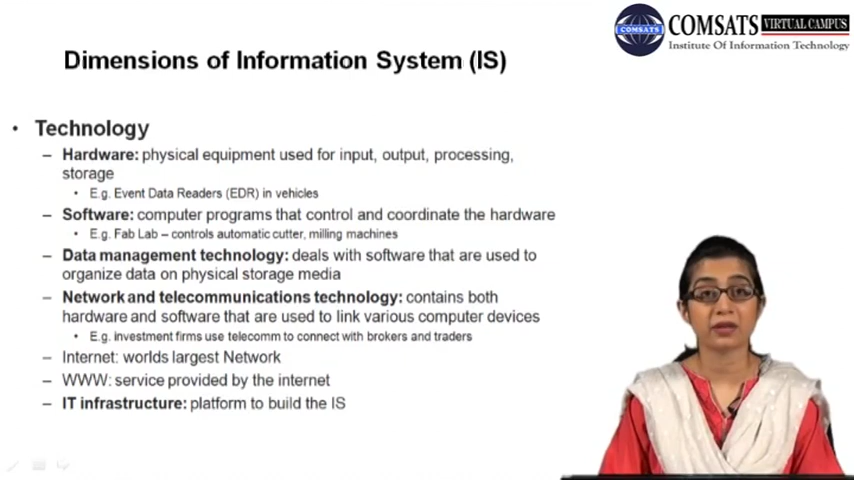 COMSATS
COMSATS VIRTUAL CAMPUS
Institute Of Information Technology
Dimensions of Information System (IS)
• Technology
– Hardware: physical equipment used for input, output, processing,
storage
• E.g. Event Data Readers (EDR) in vehicles
– Software: computer programs that control and coordinate the hardware
• E.g. Fab Lab – controls automatic cutter, milling machines
– Data management technology: deals with software that are used to
organize data on physical storage media
– Network and telecommunications technology: contains both
hardware and software that are used to link various computer devices
• E.g. investment firms use telecomm to connect with brokers and traders
– Internet: worlds largest Network
– WWW: service provided by the internet
– IT infrastructure: platform to build the IS